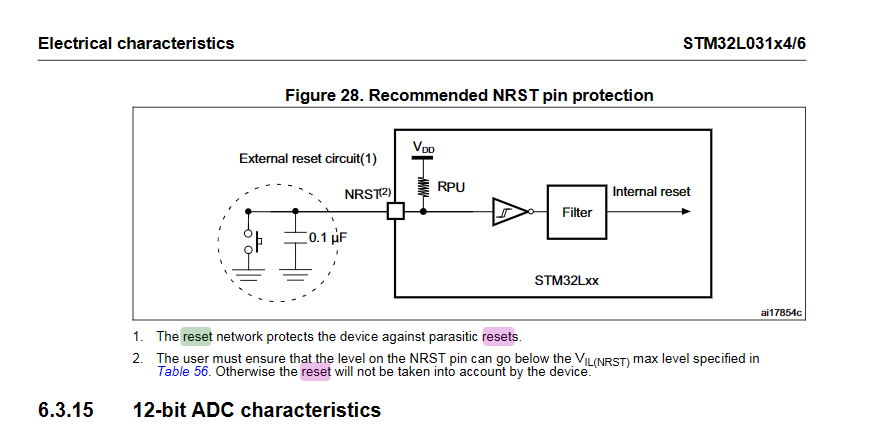 Electrical characteristics STM32L031x4/6
Figure 28. Recommended NRST pin protection
VDD
External reset circuit(1)
NRST(2)
RPU
Internal reset
Filter
0.1 μF
STM32Lxx
ai17854c
1. The reset network protects the device against parasitic resets.
2. The user must ensure that the level on the NRST pin can go below the VIL(NRST) max level specified in
Table 56. Otherwise the reset will not be taken into account by the device.
6.3.15 12-bit ADC characteristics